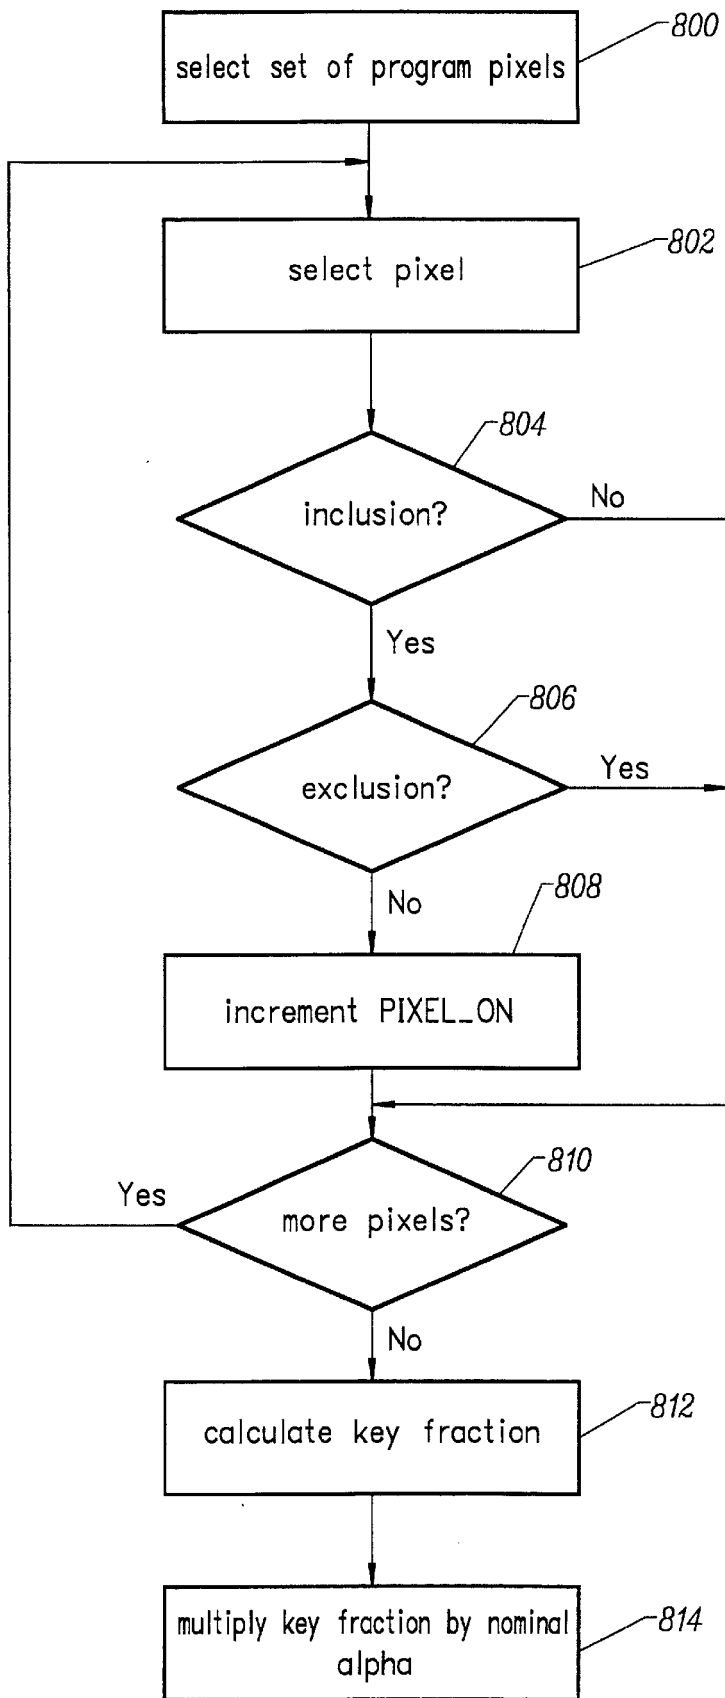 800
select set of program pixels
802
select pixel
804
inclusion?
No
Yes
806
exclusion?
Yes
No
808
increment PIXEL_ON
810
Yes
more pixels?
No
812
calculate key fraction
814
multiply key fraction by nominal
alpha